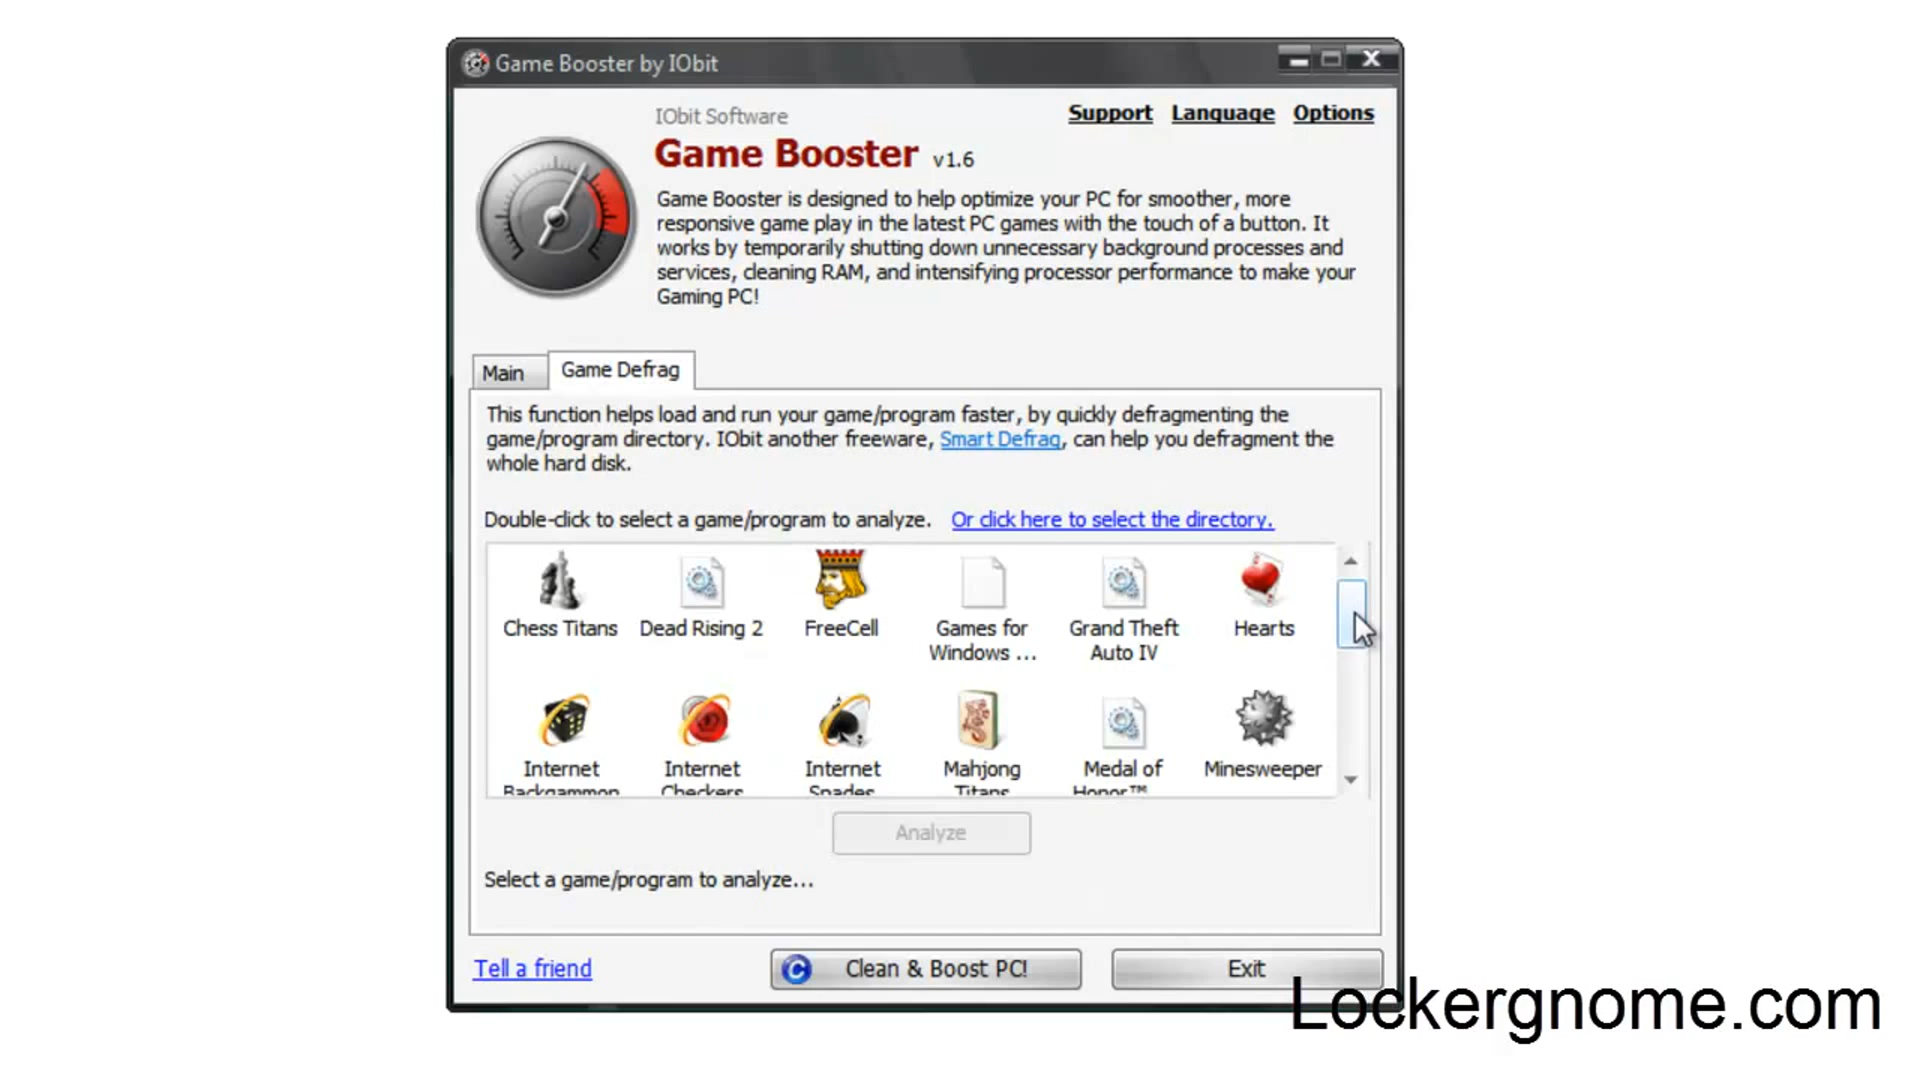 Game Booster by IObit
IObit Software
Support Language Options
Game Booster v1.6
Game Booster is designed to help optimize your PC for smoother, more
responsive game play in the latest PC games with the touch of a button. It
works by temporarily shutting down unnecessary background processes and
services, cleaning RAM, and intensifying processor performance to make your
Gaming PC!
Main Game Defrag
This function helps load and run your game/program faster, by quickly defragmenting the
game/program directory. IObit another freeware, Smart Defrag, can help you defragment the
whole hard disk.
Double-click to select a game/program to analyze. Or click here to select the directory.
Chess Titans Dead Rising 2 FreeCell Games for Grand Theft Hearts
Windows ... Auto IV
Internet Internet Internet Mahjong Medal of Minesweeper
Backgammon Checkers Spades Titans Honor™ ...
Analyze
Select a game/program to analyze...
Tell a friend Clean & Boost PC! Exit
Lockergnome.com